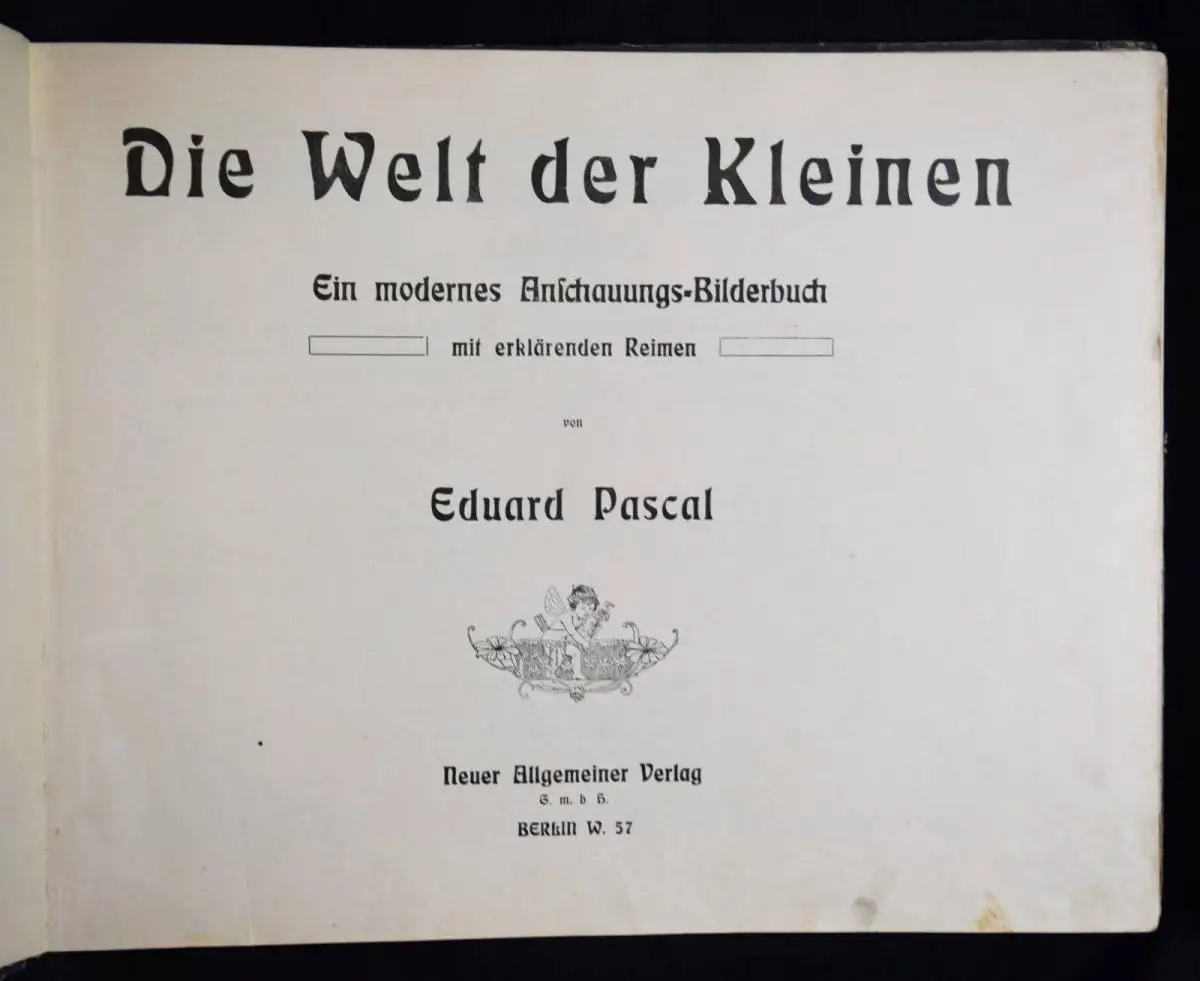 Die Welt der Kleinen
Ein modernes Anſchauungs-Bilderbuch
mit erklärenden Reimen
von
Eduard Pascal
Neuer Allgemeiner Verlag
G. m. b H.
BERLIN W. 57